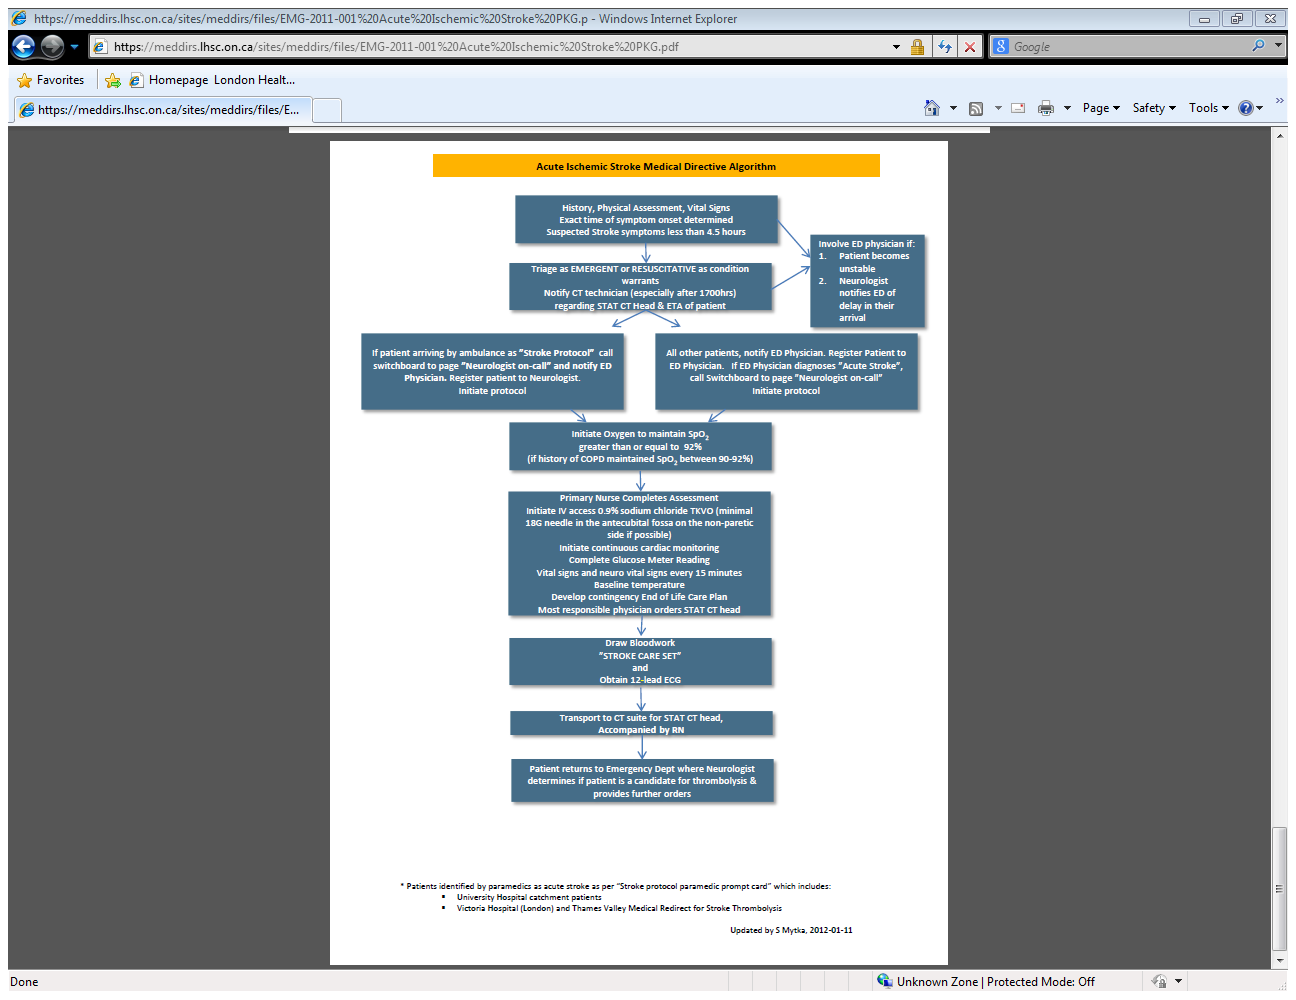 https://meddirs.lhsc.on.ca/sites/meddirs/files/EMG-2011-001%20Acute%20Ischemic%20Stroke%20PKG.p - Windows Internet Explorer
https://meddirs.lhsc.on.ca/sites/meddirs/files/EMG-2011-001%20Acute%20Ischemic%20Stroke%20PKG.pdf
Google
Favorites
Homepage London Healt...
https://meddirs.lhsc.on.ca/sites/meddirs/files/E...
Page
Safety
Tools
Acute Ischemic Stroke Medical Directive Algorithm
History, Physical Assessment, Vital Signs
Exact time of symptom onset determined
Suspected Stroke symptoms less than 4.5 hours
Involve ED physician if:
1. Patient becomes
unstable
2. Neurologist
notifies ED of
delay in their
arrival
Triage as EMERGENT or RESUSCITATIVE as condition
warrants
Notify CT technician (especially after 1700hrs)
regarding STAT CT Head & ETA of patient
If patient arriving by ambulance as "Stroke Protocol" call
switchboard to page "Neurologist on-call" and notify ED
Physician. Register patient to Neurologist.
Initiate protocol
All other patients, notify ED Physician. Register Patient to
ED Physician. If ED Physician diagnoses "Acute Stroke",
call Switchboard to page "Neurologist on-call"
Initiate protocol
Initiate Oxygen to maintain SpO2
greater than or equal to 92%
(if history of COPD maintained SpO2 between 90-92%)
Primary Nurse Completes Assessment
Initiate IV access 0.9% sodium chloride TKVO (minimal
18G needle in the antecubital fossa on the non-paretic
side if possible)
Initiate continuous cardiac monitoring
Complete Glucose Meter Reading
Vital signs and neuro vital signs every 15 minutes
Baseline temperature
Develop contingency End of Life Care Plan
Most responsible physician orders STAT CT head
Draw Bloodwork
"STROKE CARE SET"
and
Obtain 12-lead ECG
Transport to CT suite for STAT CT head,
Accompanied by RN
Patient returns to Emergency Dept where Neurologist
determines if patient is a candidate for thrombolysis &
provides further orders
* Patients identified by paramedics as acute stroke as per "Stroke protocol paramedic prompt card" which includes:
▪ University Hospital catchment patients
▪ Victoria Hospital (London) and Thames Valley Medical Redirect for Stroke Thrombolysis
Updated by S Mytka, 2012-01-11
Done
Unknown Zone | Protected Mode: Off